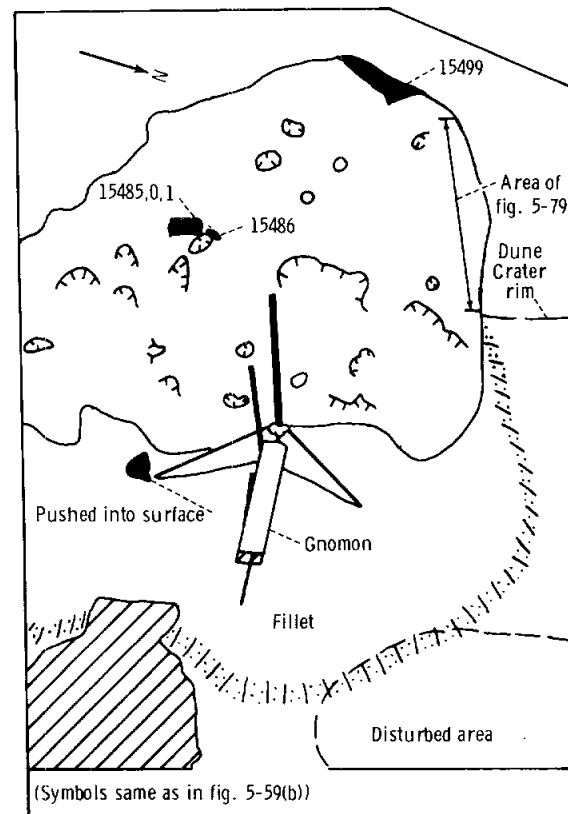 15499
N
15485,0,1
Area of
fig. 5-79
15486
Dune
Crater
rim
Pushed into surface
Gnomon
Fillet
Disturbed area
(Symbols same as in fig. 5-59(b))